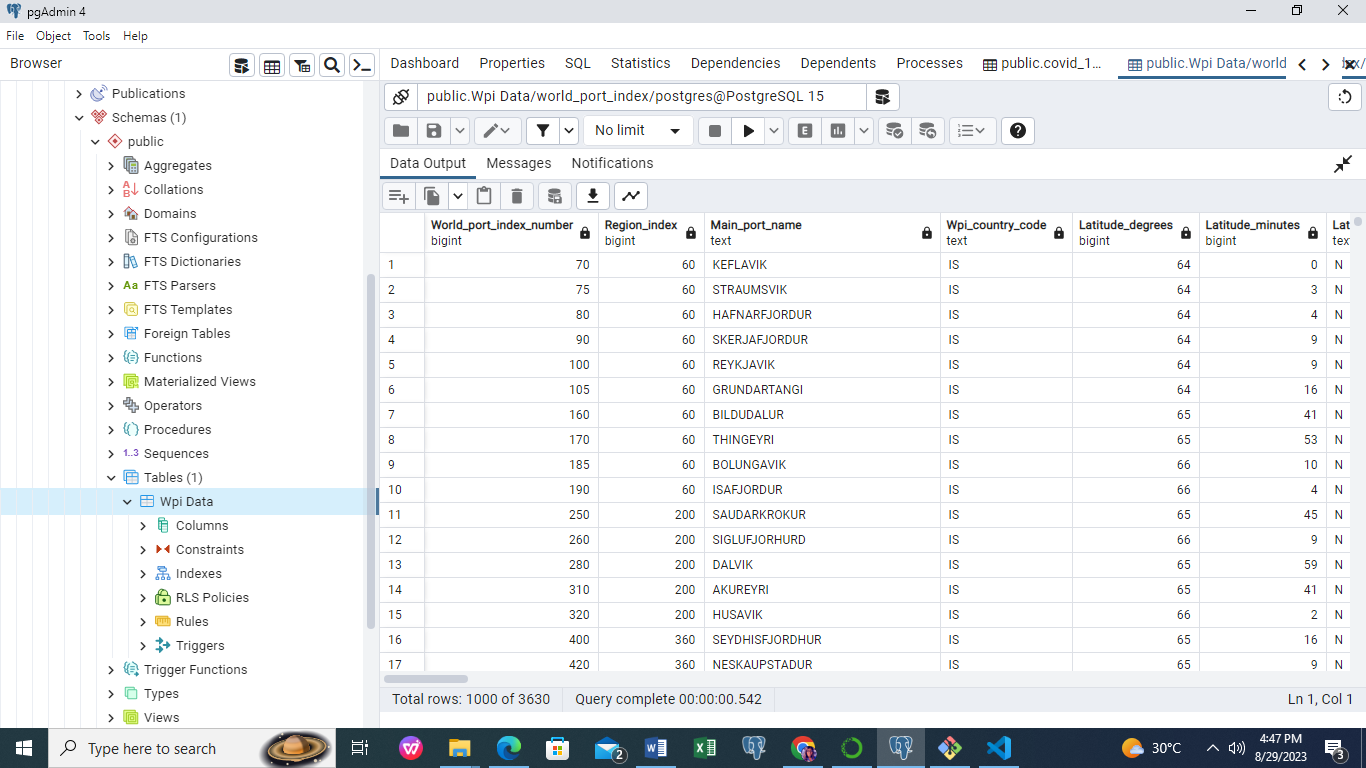 pgAdmin 4
File Object Tools Help
Browser
Dashboard Properties SQL Statistics Dependencies Dependents Processes public.covid_1... public.Wpi Data/world
Publications
Schemas (1)
public
Aggregates
Collations
Domains
FTS Configurations
FTS Dictionaries
FTS Parsers
FTS Templates
Foreign Tables
Functions
Materialized Views
Operators
Procedures
1..3 Sequences
Tables (1)
Wpi Data
Columns
Constraints
Indexes
RLS Policies
Rules
Triggers
Trigger Functions
Types
Views
public.Wpi Data/world_port_index/postgres@PostgreSQL 15
No limit
E
Data Output Messages Notifications
World_port_index_number Region_index Main_port_name Wpi_country_code Latitude_degrees Latitude_minutes Lat
bigint bigint text text bigint bigint tex
1 70 60 KEFLAVIK IS 64 0 N
2 75 60 STRAUMSVIK IS 64 3 N
3 80 60 HAFNARFJORDUR IS 64 4 N
4 90 60 SKERJAFJORDUR IS 64 9 N
5 100 60 REYKJAVIK IS 64 9 N
6 105 60 GRUNDARTANGI IS 64 16 N
7 160 60 BILDUDALUR IS 65 41 N
8 170 60 THINGEYRI IS 65 53 N
9 185 60 BOLUNGAVIK IS 66 10 N
10 190 60 ISAFJORDUR IS 66 4 N
11 250 200 SAUDARKROKUR IS 65 45 N
12 260 200 SIGLUFJORHURD IS 66 9 N
13 280 200 DALVIK IS 65 59 N
14 310 200 AKUREYRI IS 65 41 N
15 320 200 HUSAVIK IS 66 2 N
16 400 360 SEYDHISFJORDHUR IS 65 16 N
17 420 360 NESKAUPSTADUR IS 65 9 N
Total rows: 1000 of 3630 Query complete 00:00:00.542 Ln 1, Col 1
Type here to search
2
30°C
4:47 PM
8/29/2023
3